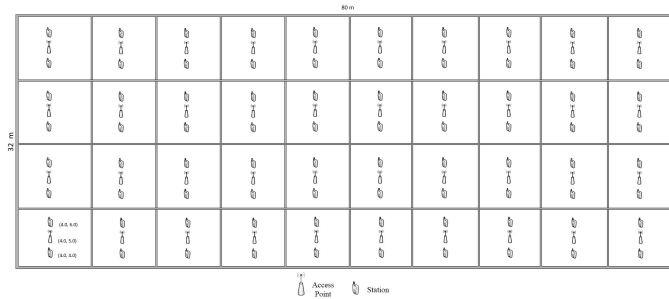 80 m
32 m
(4.0, 6.0)
(4.0, 5.0)
(4.0, 4.0)
Access
Point
Station